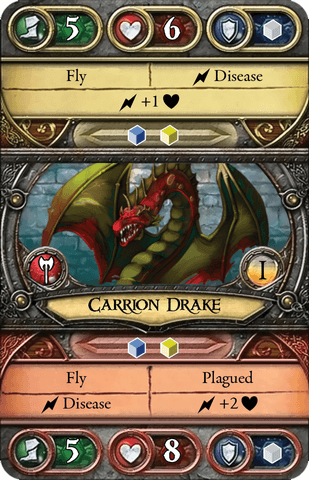 5 6
Fly Disease
+1
I
CARRION DRAKE
Fly Plagued
Disease +2
5 8